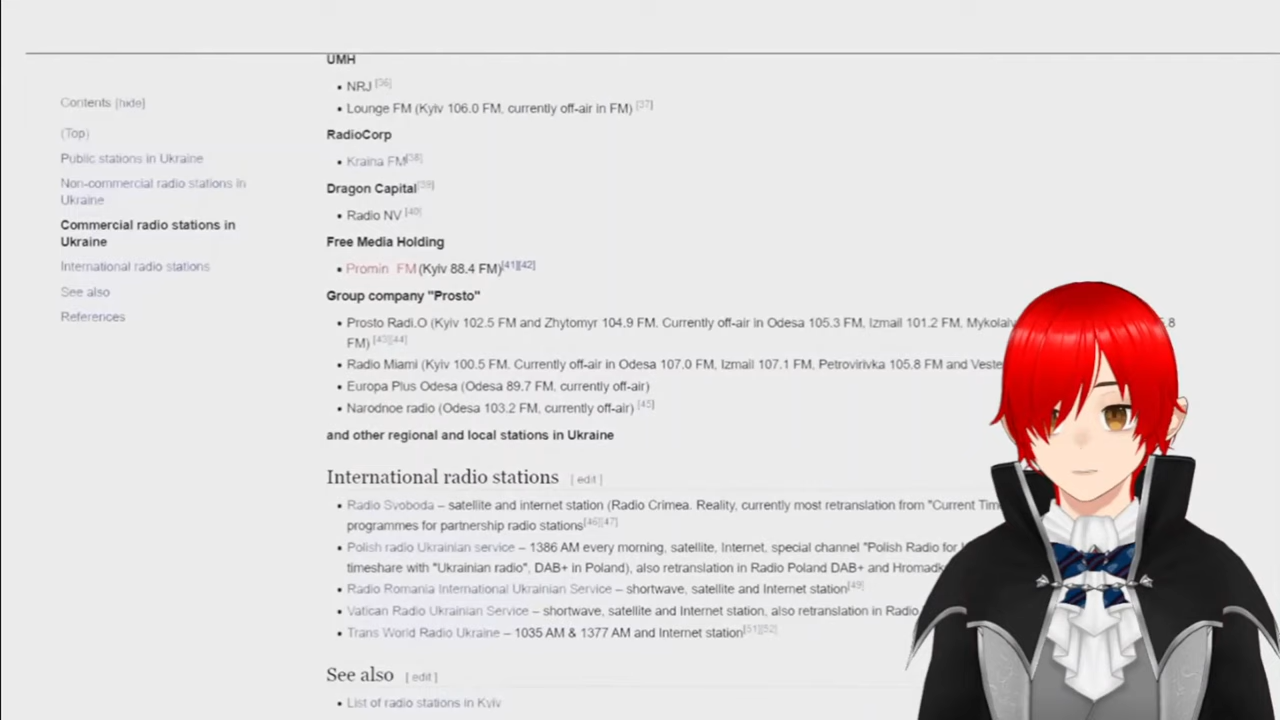 UMH
NRJ [36]
Lounge FM (Kyiv 106.0 FM, currently off-air in FM) [37]
Contents [hide]
RadioCorp
(Top)
Kraina FM[38]
Public stations in Ukraine
Non-commercial radio stations in
Ukraine
Dragon Capital[39]
Radio NV [40]
Commercial radio stations in
Ukraine
Free Media Holding
International radio stations
Promin FM (Kyiv 88.4 FM)[41][42]
See also
Group company "Prosto"
References
Prosto Radi.O (Kyiv 102.5 FM and Zhytomyr 104.9 FM. Currently off-air in Odesa 105.3 FM, Izmail 101.2 FM,
FM) [43][44]
Radio Miami (Kyiv 100.5 FM. Currently off-air in Odesa 107.0 FM, Izmail 107.1 FM, Petrovirivka 105.8 FM and
Europa Plus Odesa (Odesa 89.7 FM, currently off-air)
Narodnoe radio (Odesa 103.2 FM, currently off-air) [45]
and other regional and local stations in Ukraine
International radio stations [ edit ]
Radio Svoboda – satellite and internet station (Radio Crimea. Reality, currently most retranslation from "Current
programmes for partnership radio stations[46][47]
Polish radio Ukrainian service – 1386 AM every morning, satellite, Internet, special channel "Polish Radio for
timeshare with "Ukrainian radio", DAB+ in Poland), also retranslation in Radio Poland DAB+ and
Radio Romania International Ukrainian Service – shortwave, satellite and Internet station[49]
Vatican Radio Ukrainian Service – shortwave, satellite and Internet station, also retranslation in Radio
Trans World Radio Ukraine – 1035 AM & 1377 AM and Internet station[51][52]
See also [ edit ]
List of radio stations in Kyiv